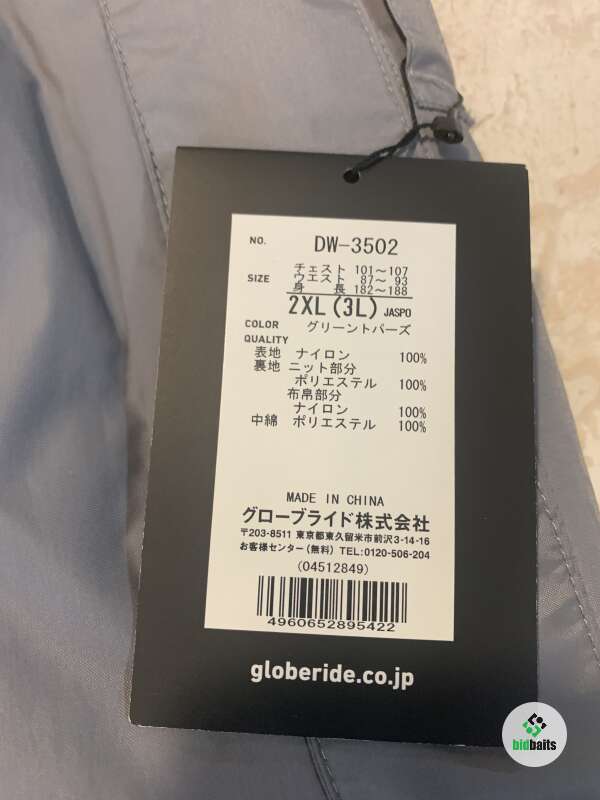 NO. DW-3502
チェスト 101～107
SIZE ウエスト 87～ 93
身 長 182～188
2XL(3L) JASPO
COLOR グリーントパーズ
QUALITY
表地 ナイロン 100%
裏地 ニット部分
ポリエステル 100%
布帛部分
ナイロン 100%
中綿 ポリエステル 100%
MADE IN CHINA
グローブライド株式会社
〒203-8511 東京都東久留米市前沢3-14-16
お客様センター(無料) TEL:0120-506-204
(04512849)
4960652895422
globeride.co.jp
bidbaits